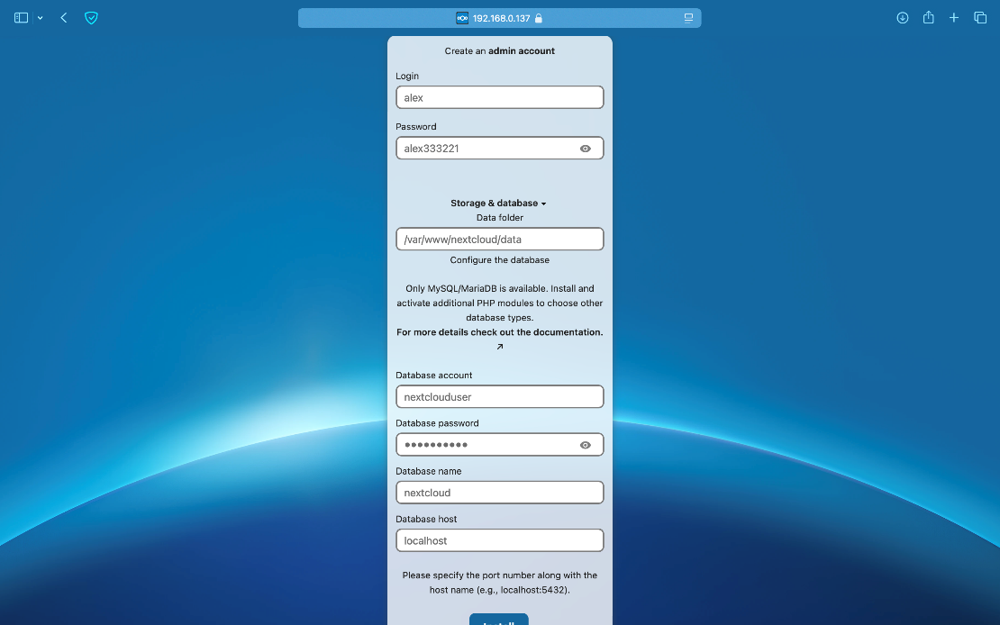 192.168.0.137
Create an admin account
Login
alex
Password
alex333221
Storage & database
Data folder
/var/www/nextcloud/data
Configure the database
Only MySQL/MariaDB is available. Install and
activate additional PHP modules to choose other
database types.
For more details check out the documentation.
↗
Database account
nextclouduser
Database password
••••••••••
Database name
nextcloud
Database host
localhost
Please specify the port number along with the
host name (e.g., localhost:5432).
Install